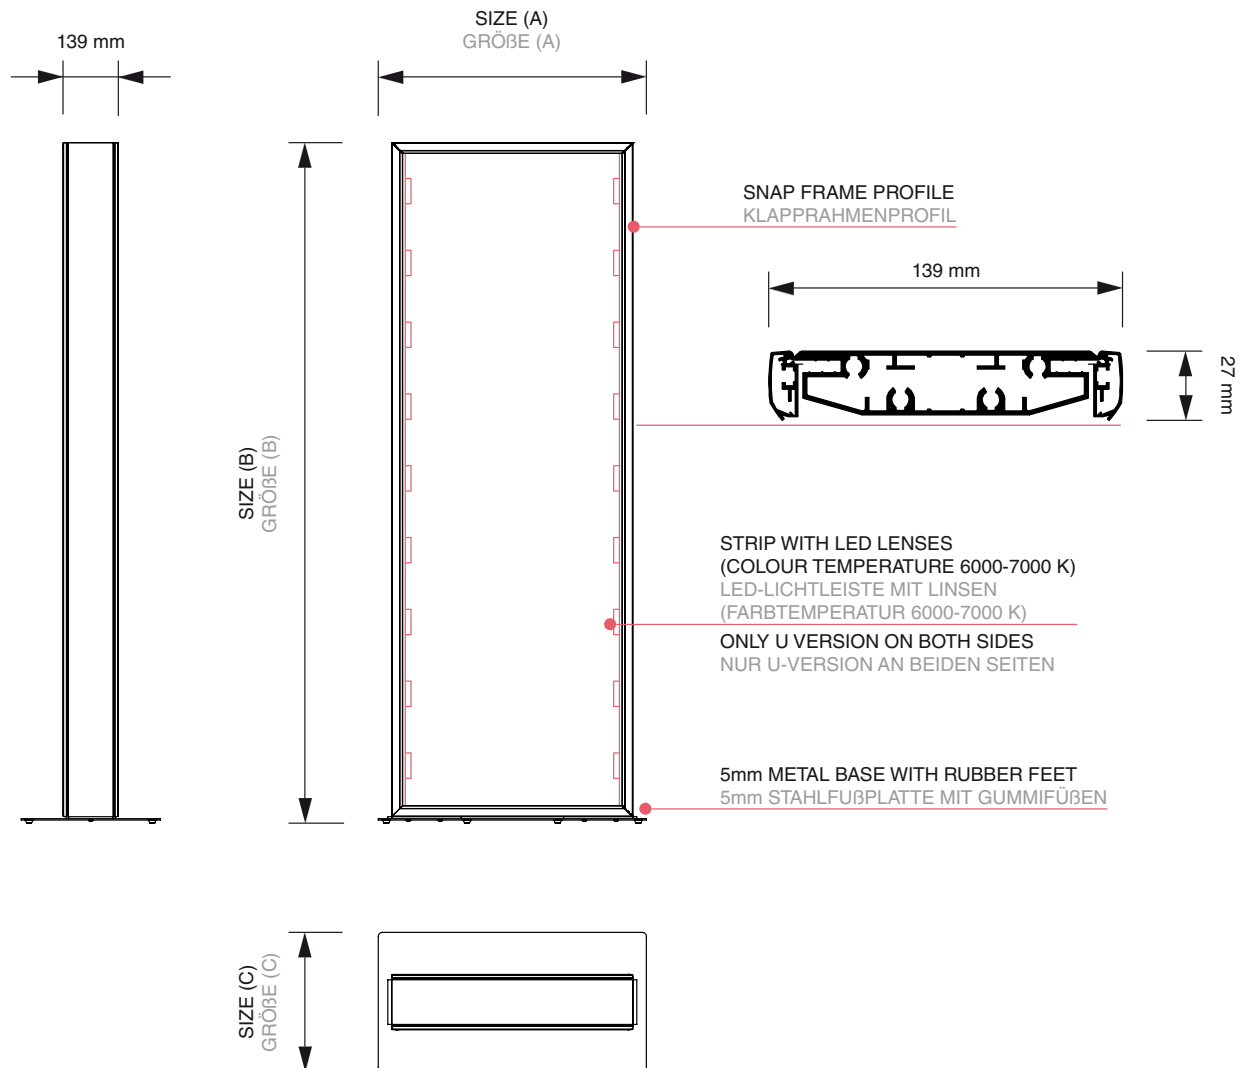 SIZE (A)
GRÖßE (A)
139 mm
SNAP FRAME PROFILE
KLAPPRAHMENPROFIL
139 mm
27 mm
SIZE (B)
GRÖßE (B)
STRIP WITH LED LENSES
(COLOUR TEMPERATURE 6000-7000 K)
LED-LICHTLEISTE MIT LINSEN
(FARBTEMPERATUR 6000-7000 K)
ONLY U VERSION ON BOTH SIDES
NUR U-VERSION AN BEIDEN SEITEN
5mm METAL BASE WITH RUBBER FEET
5mm STAHLFUßPLATTE MIT GUMMIFÜßEN
SIZE (C)
GRÖßE (C)